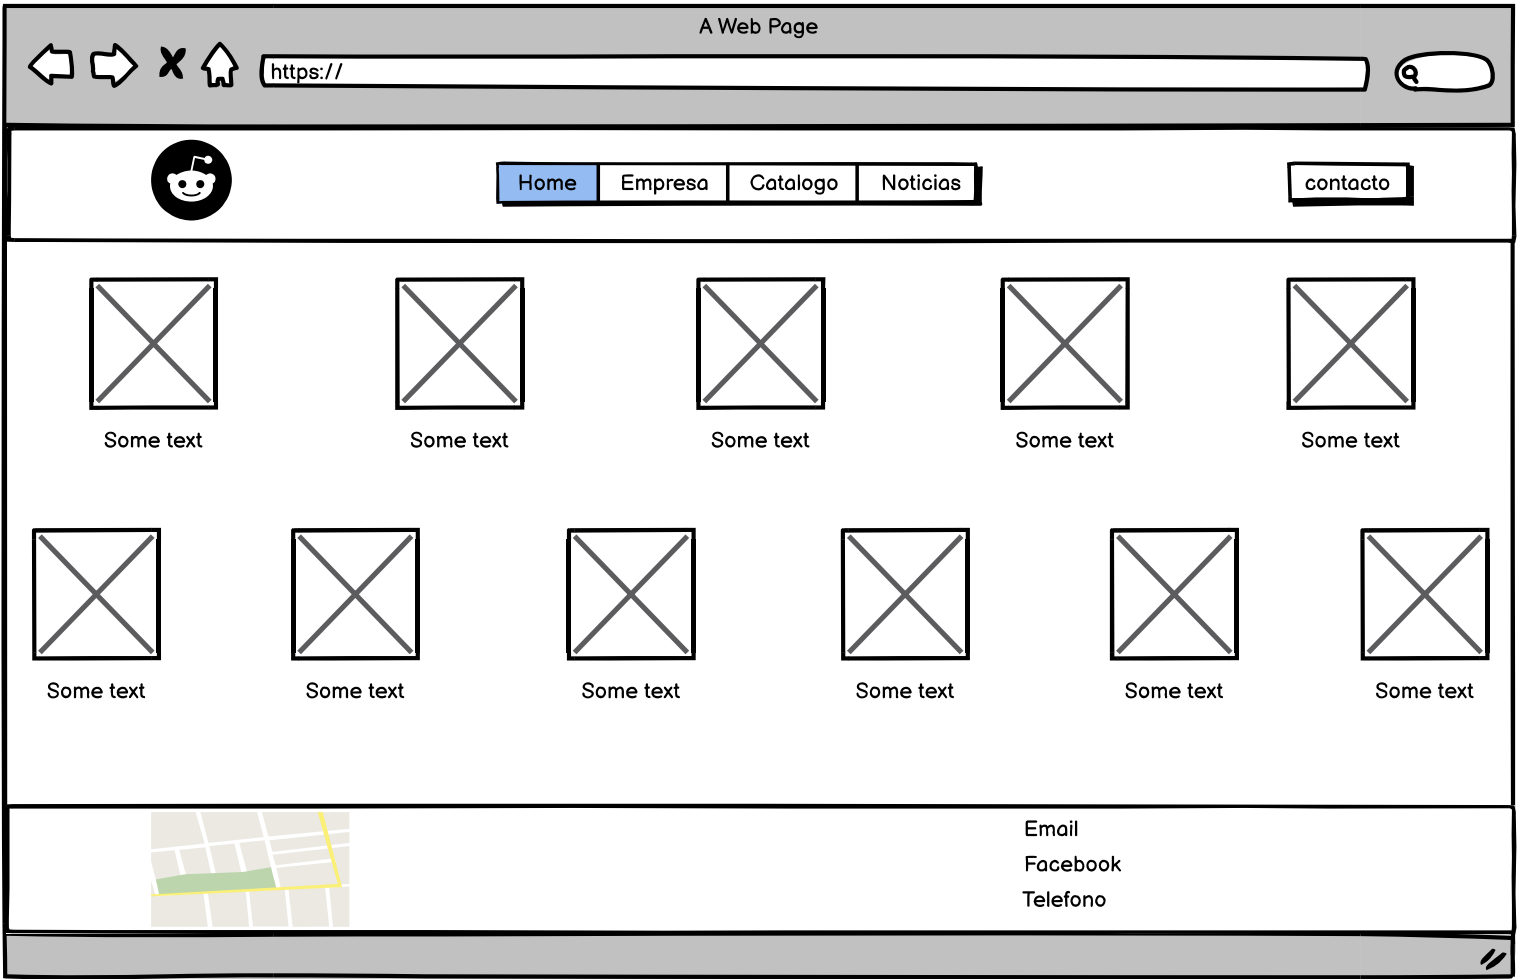 A Web Page
https://
Home Empresa Catalogo Noticias contacto
Some text Some text Some text Some text Some text
Some text Some text Some text Some text Some text Some text
Email
Facebook
Telefono